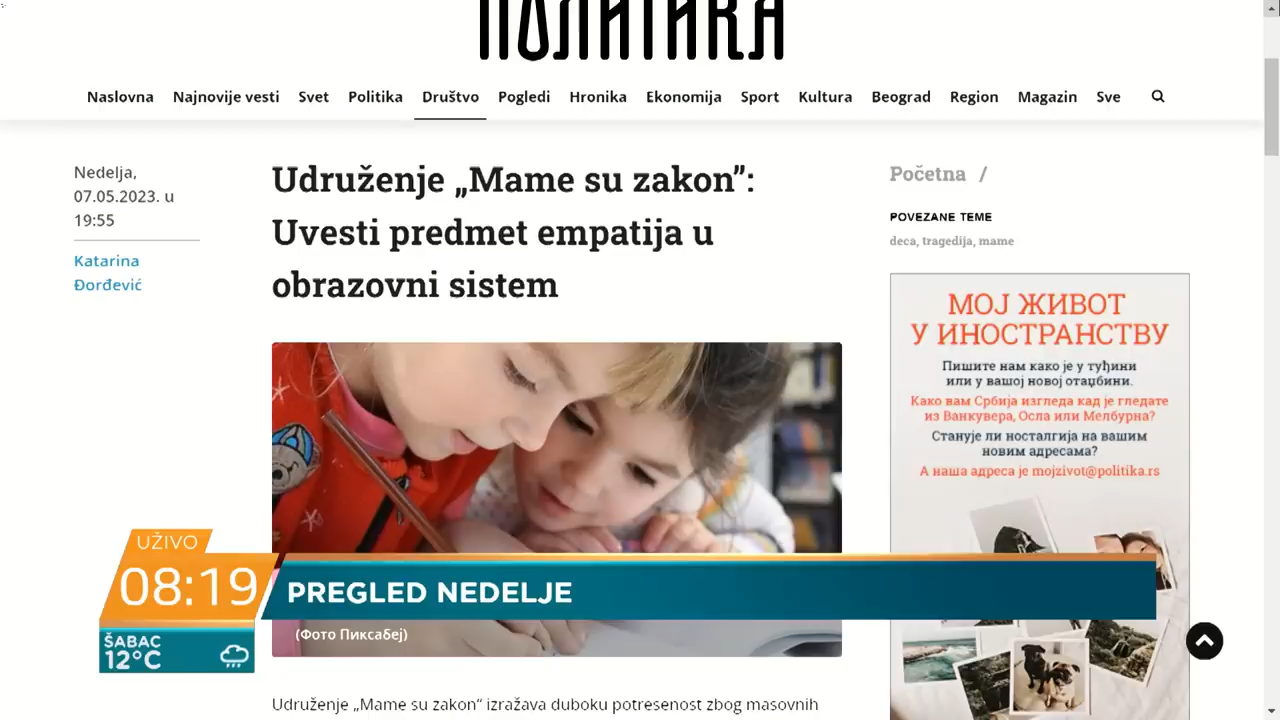 ПОЛИТИКА
Naslovna Najnovije vesti Svet Politika Društvo Pogledi Hronika Ekonomija Sport Kultura Beograd Region Magazin Sve
Nedelja,
07.05.2023. u
19:55
Katarina
Đorđević
Udruženje „Mame su zakon”:
Uvesti predmet empatija u
obrazovni sistem
Početna /
POVEZANE TEME
deca, tragedija, mame
МОЈ ЖИВОТ
У ИНОСТРАНСТВУ
Пишите нам како је у туђини
или у вашој новој отаџбини.
Како вам Србија изгледа кад је гледате
из Ванкувера, Осла или Мелбурна?
Станује ли носталгија на вашим
новим адресама?
А наша адреса је mojzivot@politika.rs
UŽIVO
08:19
PREGLED NEDELJE
ŠABAC
12°C
(Фото Пиксабеј)
Udruženje „Mame su zakon“ izražava duboku potresenost zbog masovnih